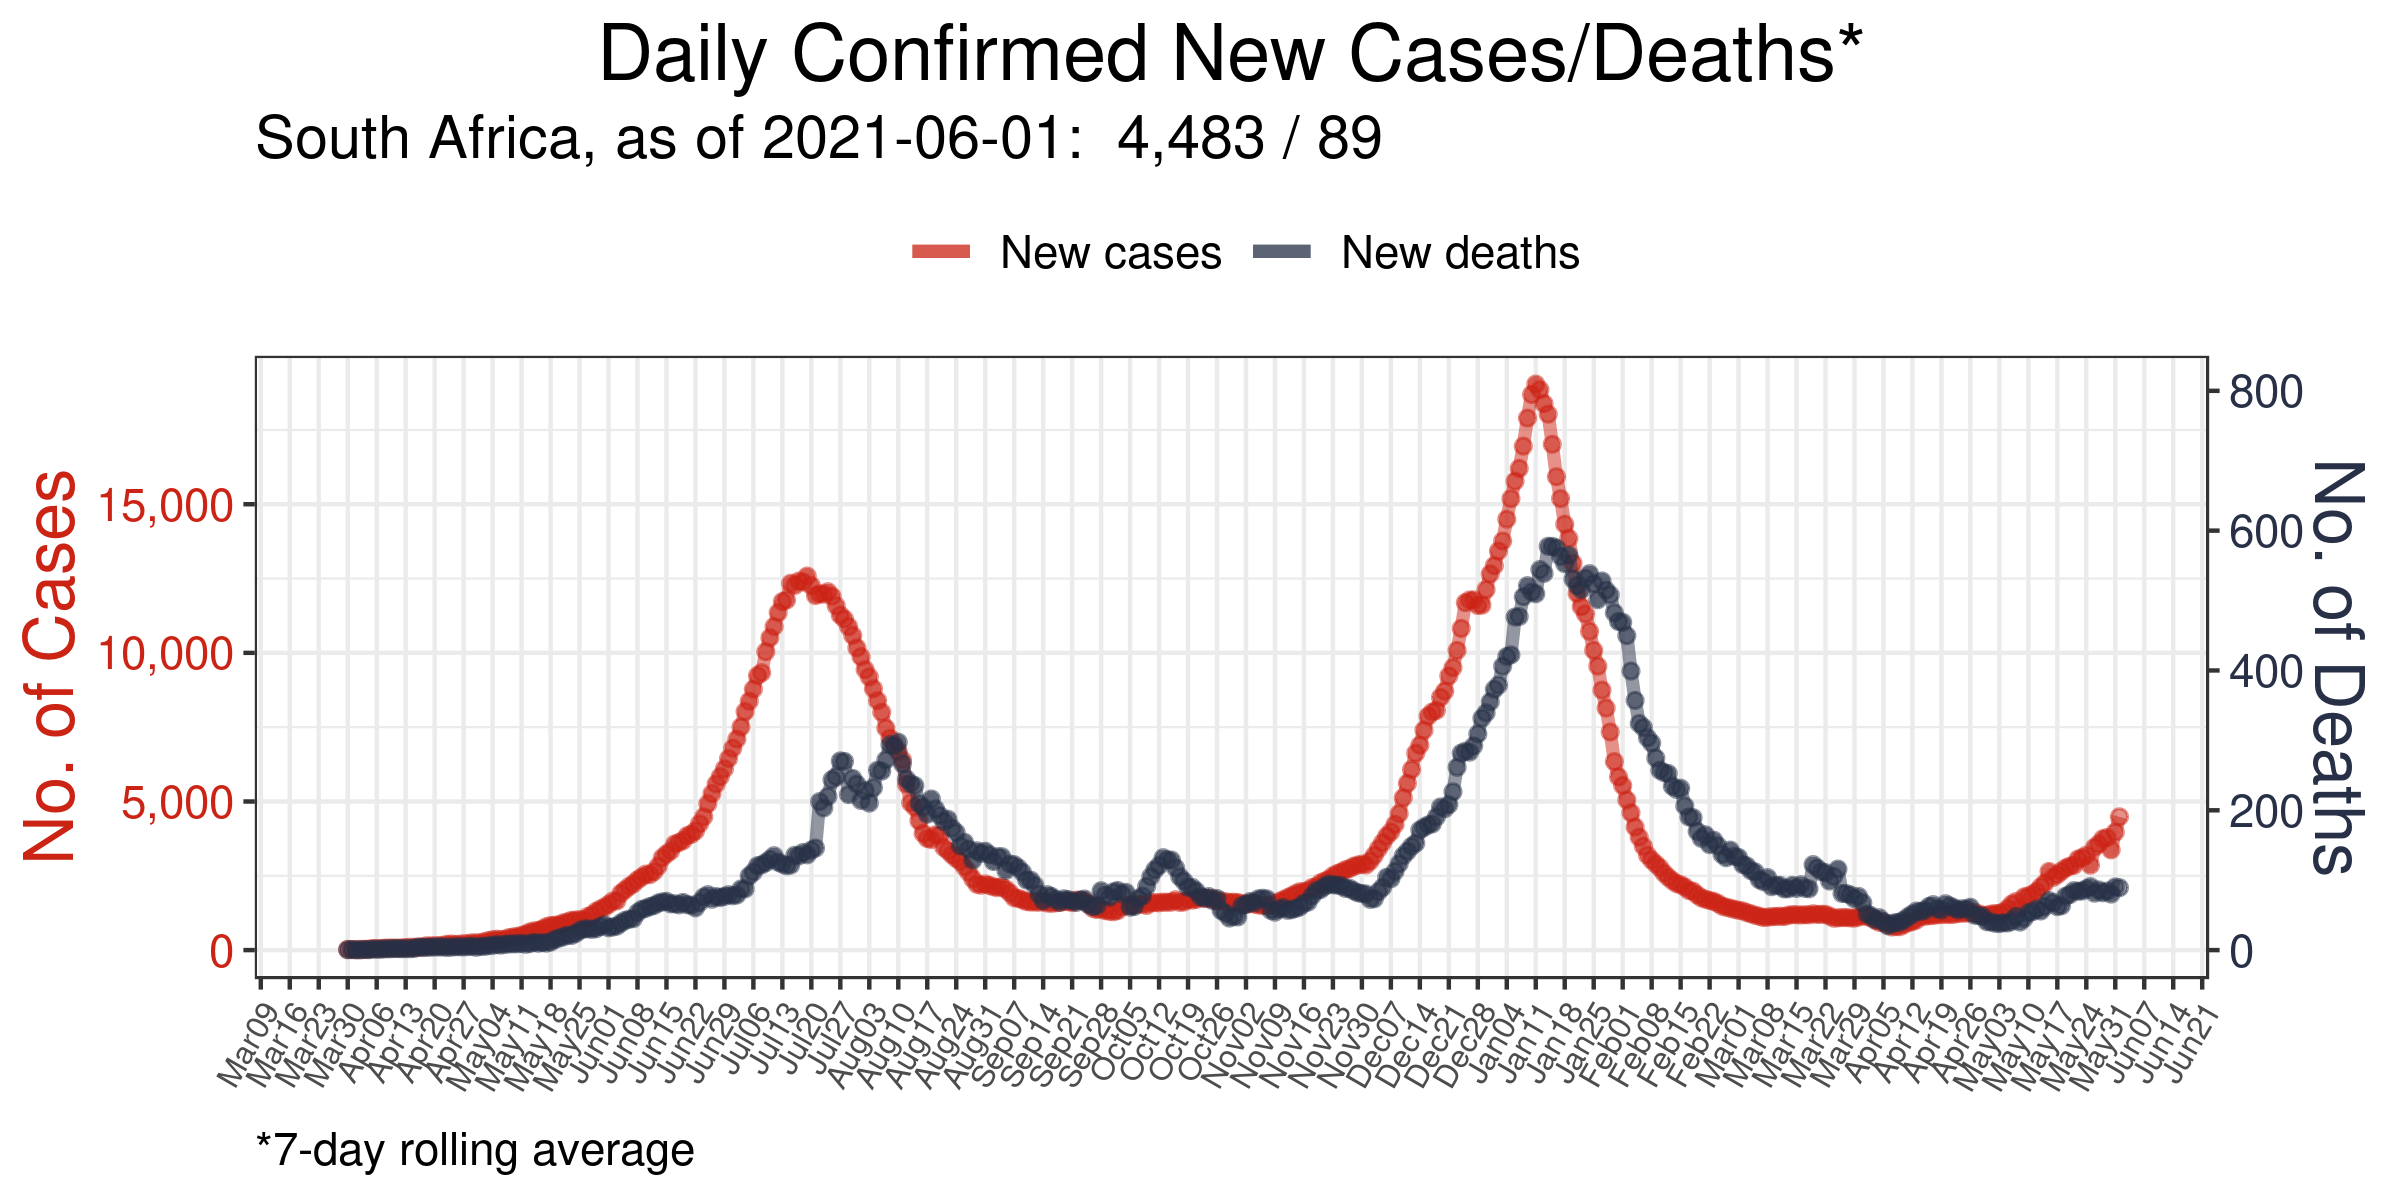 Daily Confirmed New Cases/Deaths*
South Africa, as of 2021-06-01:  4,483 / 89
New cases
New deaths
No. of Cases
15,000
10,000
5,000
0
800
600
400
200
0
No. of Deaths
Mar09
Mar16
Mar23
Mar30
Apr06
Apr13
Apr20
Apr27
May04
May11
May18
May25
Jun01
Jun08
Jun15
Jun22
Jun29
Jul06
Jul13
Jul20
Jul27
Aug03
Aug10
Aug17
Aug24
Aug31
Sep07
Sep14
Sep21
Sep28
Oct05
Oct12
Oct19
Oct26
Nov02
Nov09
Nov16
Nov23
Nov30
Dec07
Dec14
Dec21
Dec28
Jan04
Jan11
Jan18
Jan25
Feb01
Feb08
Feb15
Feb22
Mar01
Mar08
Mar15
Mar22
Mar29
Apr05
Apr12
Apr19
Apr26
May03
May10
May17
May24
May31
Jun07
Jun14
Jun21
*7-day rolling average